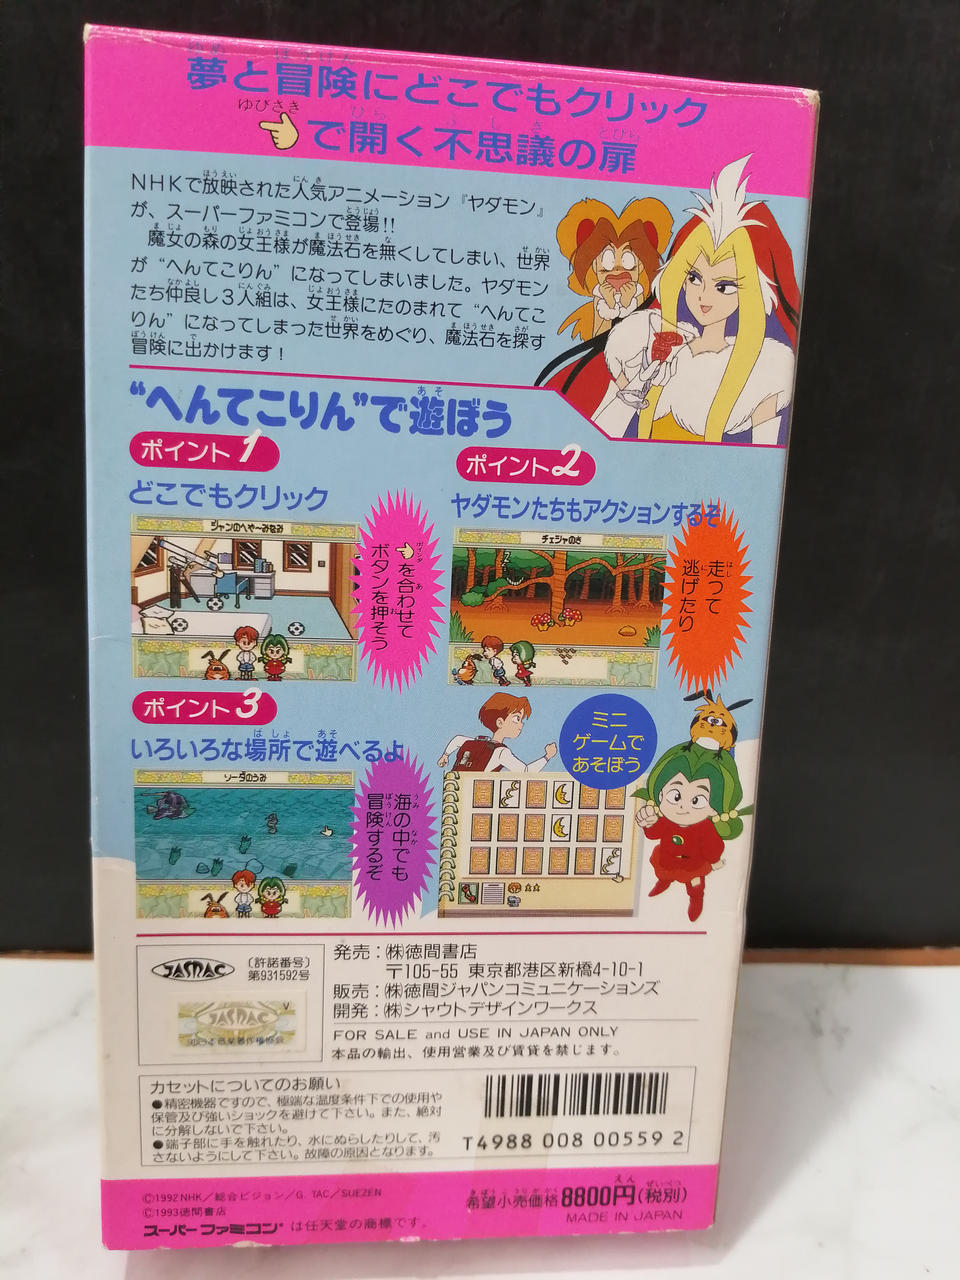 夢と冒険にどこでもクリック
で開く不思議の扉
NHKで放映された人気アニメーション『ヤダモン』
が、スーパーファミコンで登場!!
魔女の森の女王様が魔法石を無くしてしまい、世界
が“へんてこりん”になってしまいました。ヤダモン
たち仲良し3人組は、女王様にたのまれて“へんてこ
りん”になってしまった世界をめぐり、魔法石を探す
冒険に出かけます!
“へんてこりん”で遊ぼう
ポイント1
どこでもクリック
ジャンのへや〜みなみ
を合わせて
ボタンを押そう
ポイント2
ヤダモンたちもアクションするぞ
チェシャのき
走って
逃げたり
ポイント3
いろいろな場所で遊べるよ
ソーダのうみ
海の中でも
冒険するぞ
ミニ
ゲームで
あそぼう
JASRAC
〔許諾番号〕
第931592号
JASRAC
発売:㈱徳間書店
〒105-55 東京都港区新橋4-10-1
販売:㈱徳間ジャパンコミュニケーションズ
開発:㈱シャウトデザインワークス
FOR SALE and USE IN JAPAN ONLY
本品の輸出、使用営業及び賃貸を禁じます。
カセットについてのお願い
●精密機器ですので、極端な温度条件下での使用や
保管及び強いショックを避けて下さい。また、絶対
に分解しないで下さい。
●端子部に手を触れたり、水にぬらしたりして、汚
さないようにして下さい。故障の原因となります。
T4988 008 00559 2
©1992 NHK/総合ビジョン/G. TAC/SUEZEN
©1993徳間書店
スーパーファミコン®は任天堂の商標です。
希望小売価格8800円(税別)
MADE IN JAPAN